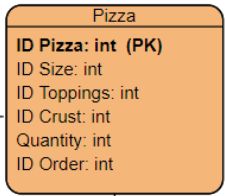 Pizza
ID Pizza: int (PK)
ID Size: int
ID Toppings: int
ID Crust: int
Quantity: int
ID Order: int